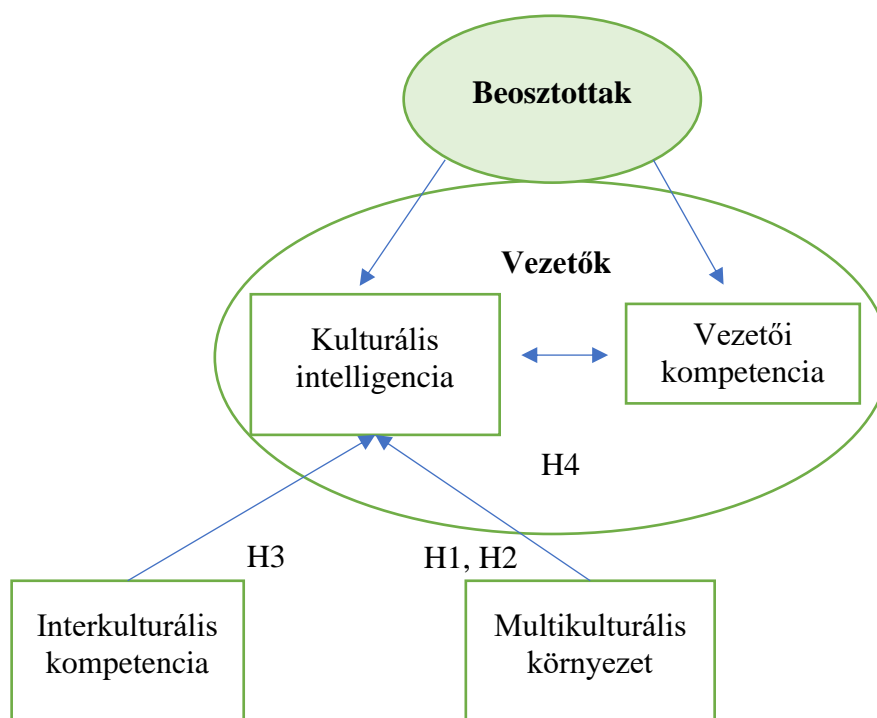 Beosztottak
Vezetők
Kulturális
intelligencia
Vezetői
kompetencia
H4
H3
H1, H2
Interkulturális
kompetencia
Multikulturális
környezet